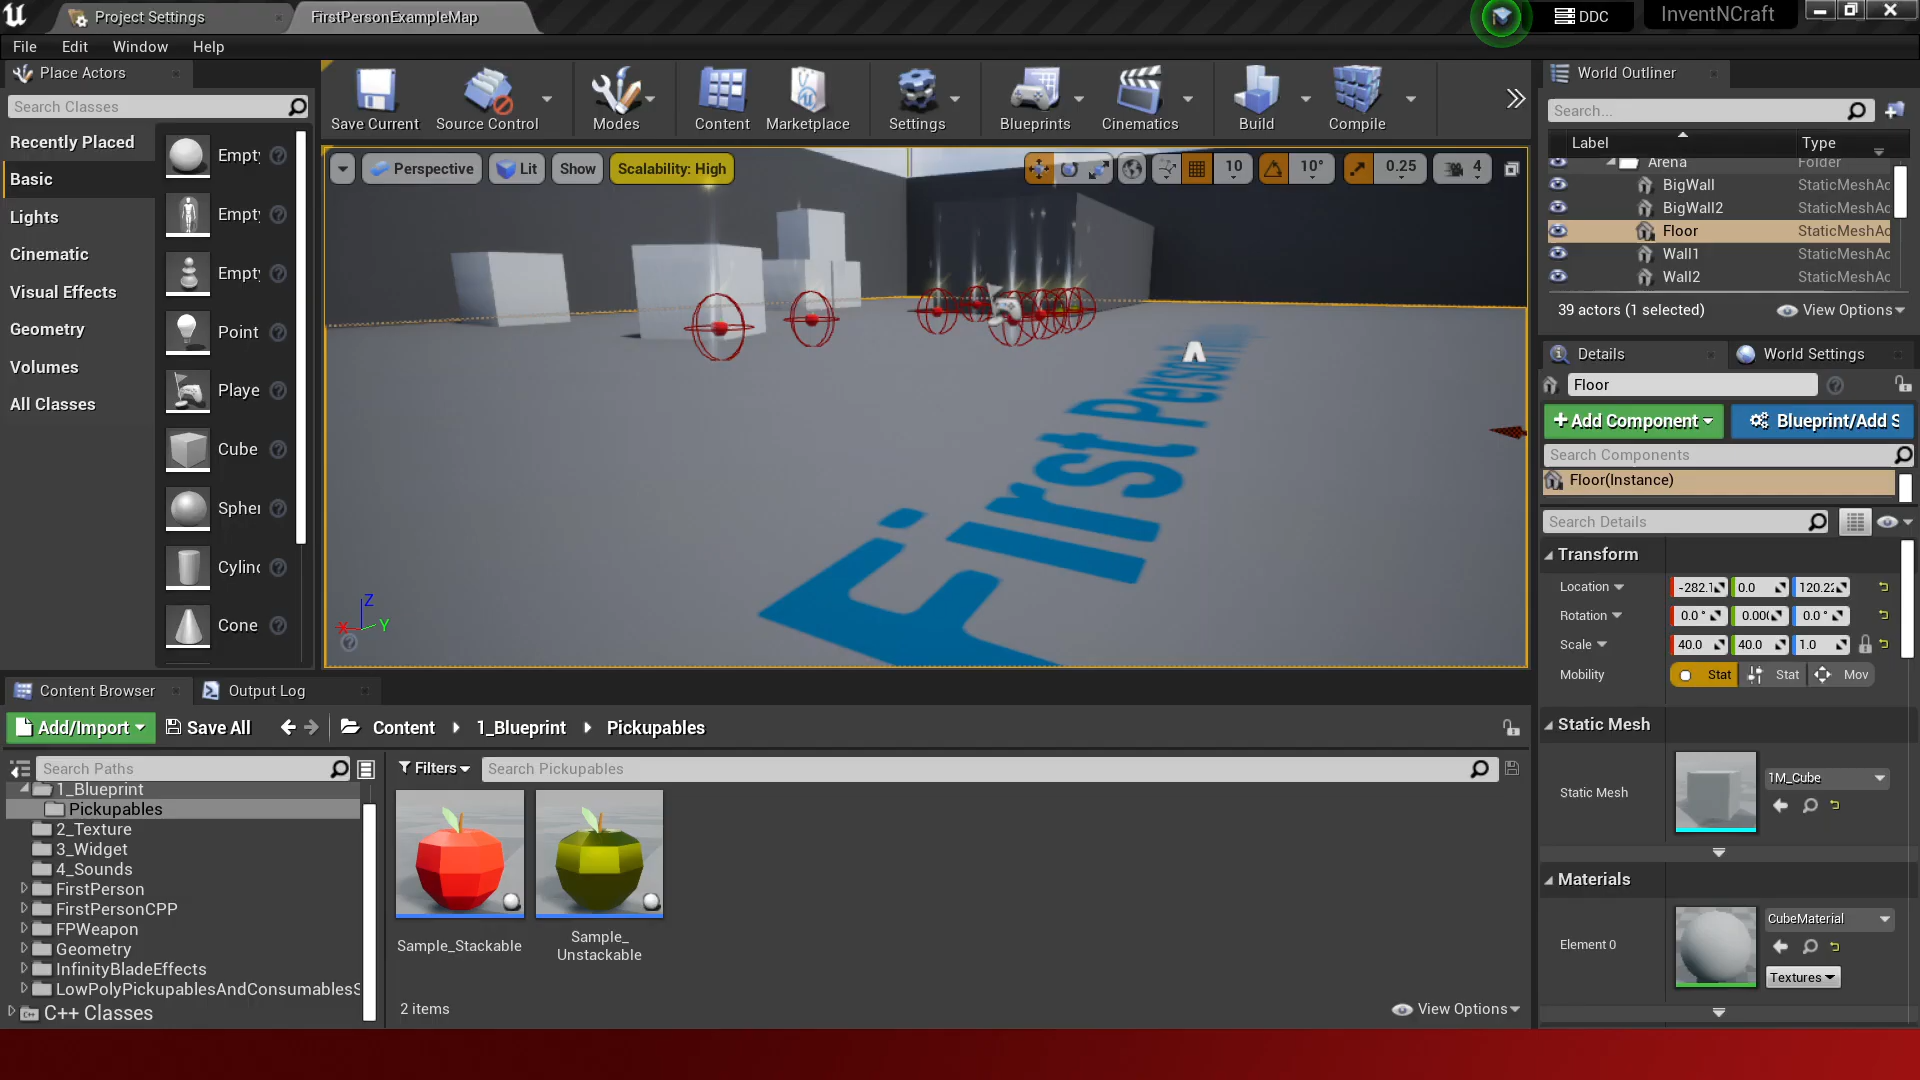 Project Settings
FirstPersonExampleMap
DDC
InventNCraft
File Edit Window Help
Place Actors
Search Classes
Recently Placed
Basic
Lights
Cinematic
Visual Effects
Geometry
Volumes
All Classes
Empty
Empty
Empty
Point
Playe
Cube
Spher
Cylind
Cone
Save Current
Source Control
Modes
Content
Marketplace
Settings
Blueprints
Cinematics
Build
Compile
Perspective
Lit
Show
Scalability: High
10
10°
0.25
4
First Person
Z
X
Y
World Outliner
Search...
Label Type
Arena Folder
BigWall StaticMeshAc
BigWall2 StaticMeshAc
Floor StaticMeshAc
Wall1 StaticMeshAc
Wall2 StaticMeshAc
39 actors (1 selected)
View Options
Details
World Settings
Floor
+Add Component
Blueprint/Add S
Search Components
Floor(Instance)
Search Details
Transform
Location -282.1 0.0 120.22
Rotation 0.0 ° 0.000 0.0 °
Scale 40.0 40.0 1.0
Mobility Stat Stat Mov
Static Mesh
Static Mesh
1M_Cube
Materials
Element 0
CubeMaterial
Textures
Content Browser
Output Log
Add/Import
Save All
Content
1_Blueprint
Pickupables
Search Paths
Filters
Search Pickupables
1_Blueprint
Pickupables
2_Texture
3_Widget
4_Sounds
FirstPerson
FirstPersonCPP
FPWeapon
Geometry
InfinityBladeEffects
LowPolyPickupablesAndConsumablesS
C++ Classes
Sample_Stackable
Sample_
Unstackable
2 items
View Options